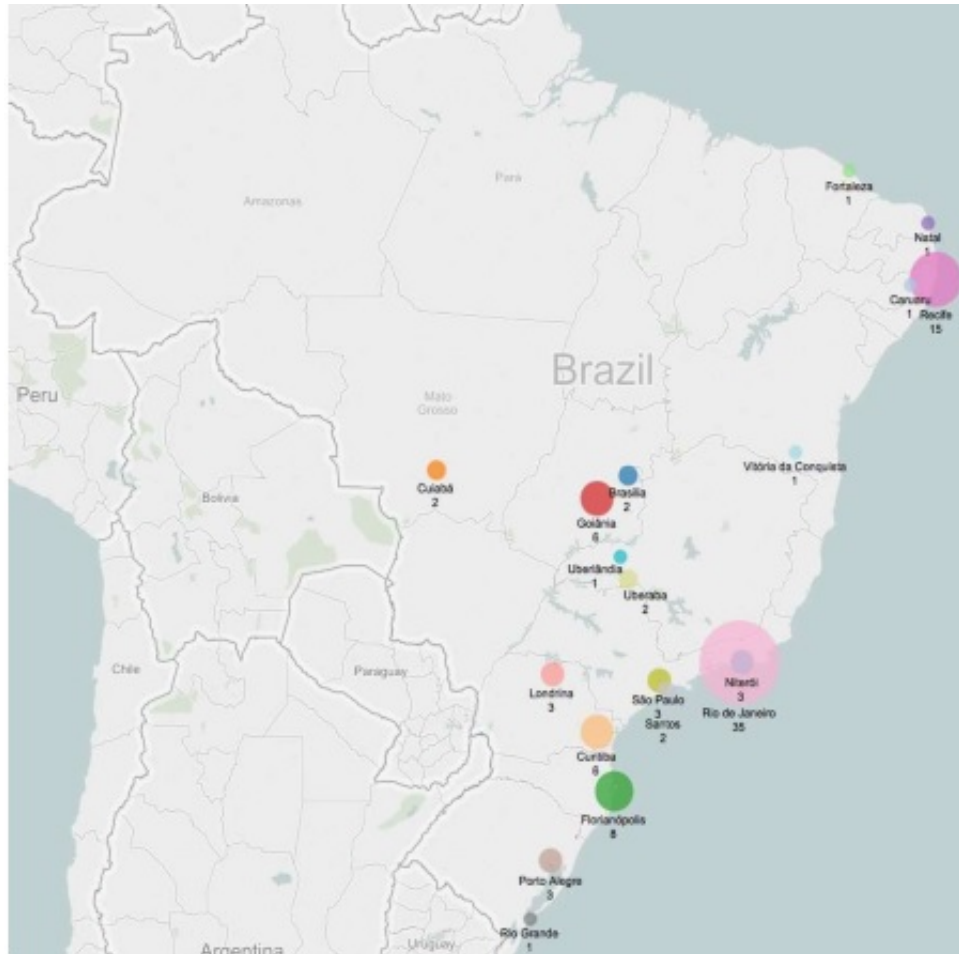 Fortaleza
1
Pará
Amazonas
Natal
1
Caruaru
1
Recife
15
Brazil
Peru
Mato
Grosso
Vitória da Conquista
1
Cuiabá
2
Brasília
2
Bolivia
Goiânia
6
Uberlândia
1
Uberaba
2
Chile
Paraguay
Niterói
3
Londrina
3
São Paulo
3
Rio de Janeiro
35
Santos
2
Curitiba
6
Florianópolis
8
Porto Alegre
3
Rio Grande
1
Uruguay
Argentina